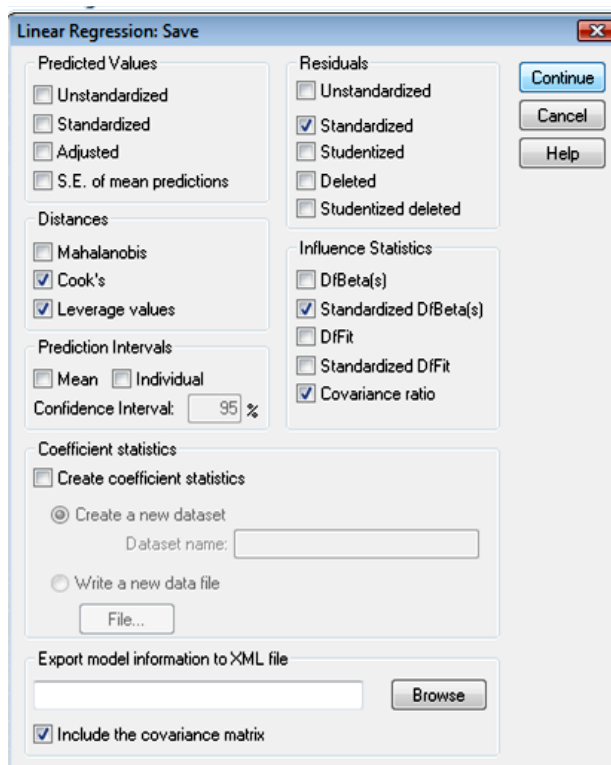 Linear Regression: Save
Predicted Values
Unstandardized
Standardized
Adjusted
S.E. of mean predictions
Distances
Mahalanobis
Cook's
Leverage values
Prediction Intervals
Mean Individual
Confidence Interval: 95 %
Residuals
Unstandardized
Standardized
Studentized
Deleted
Studentized deleted
Influence Statistics
DfBeta(s)
Standardized DfBeta(s)
DfFit
Standardized DfFit
Covariance ratio
Continue
Cancel
Help
Coefficient statistics
Create coefficient statistics
Create a new dataset
Dataset name:
Write a new data file
File...
Export model information to XML file
Browse
Include the covariance matrix